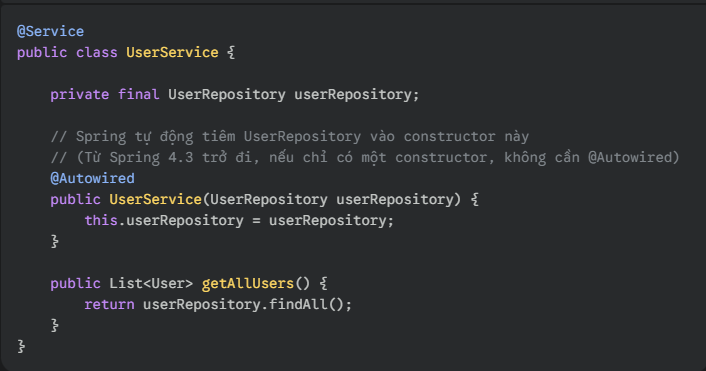 @Service
public class UserService {
    private final UserRepository userRepository;
    // Spring tự động tiêm UserRepository vào constructor này
    // (Từ Spring 4.3 trở đi, nếu chỉ có một constructor, không cần @Autowired)
    @Autowired
    public UserService(UserRepository userRepository) {
        this.userRepository = userRepository;
    }
    public List<User> getAllUsers() {
        return userRepository.findAll();
    }
}